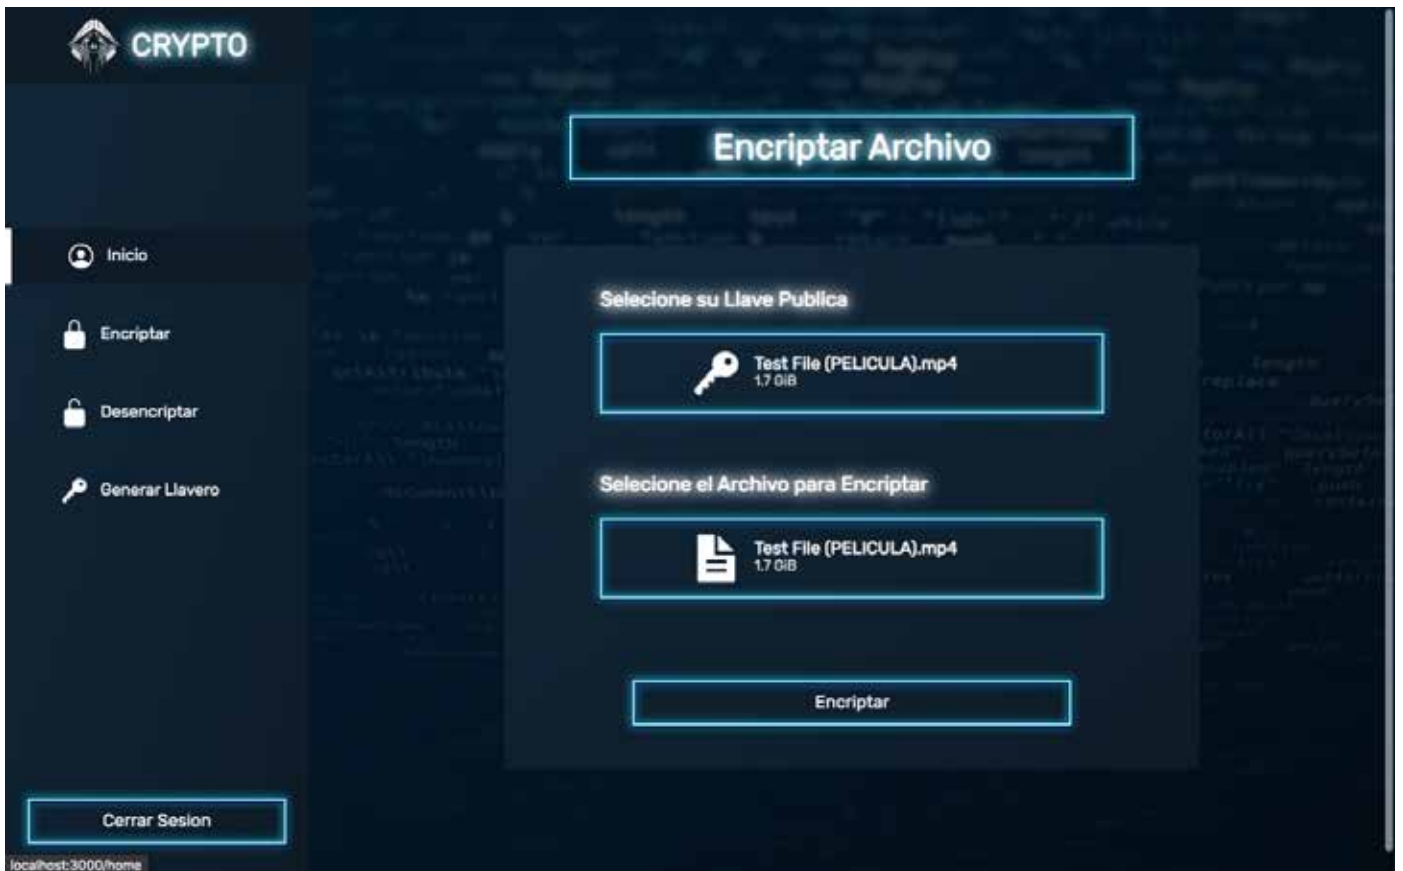 CRYPTO
Encriptar Archivo
Inicio
Encriptar
Desencriptar
Generar Llavero
Selecione su Llave Publica
Test File (PELICULA).mp4
1.7 GiB
Selecione el Archivo para Encriptar
Test File (PELICULA).mp4
1.7 GiB
Encriptar
Cerrar Sesion
localhost:3000/home